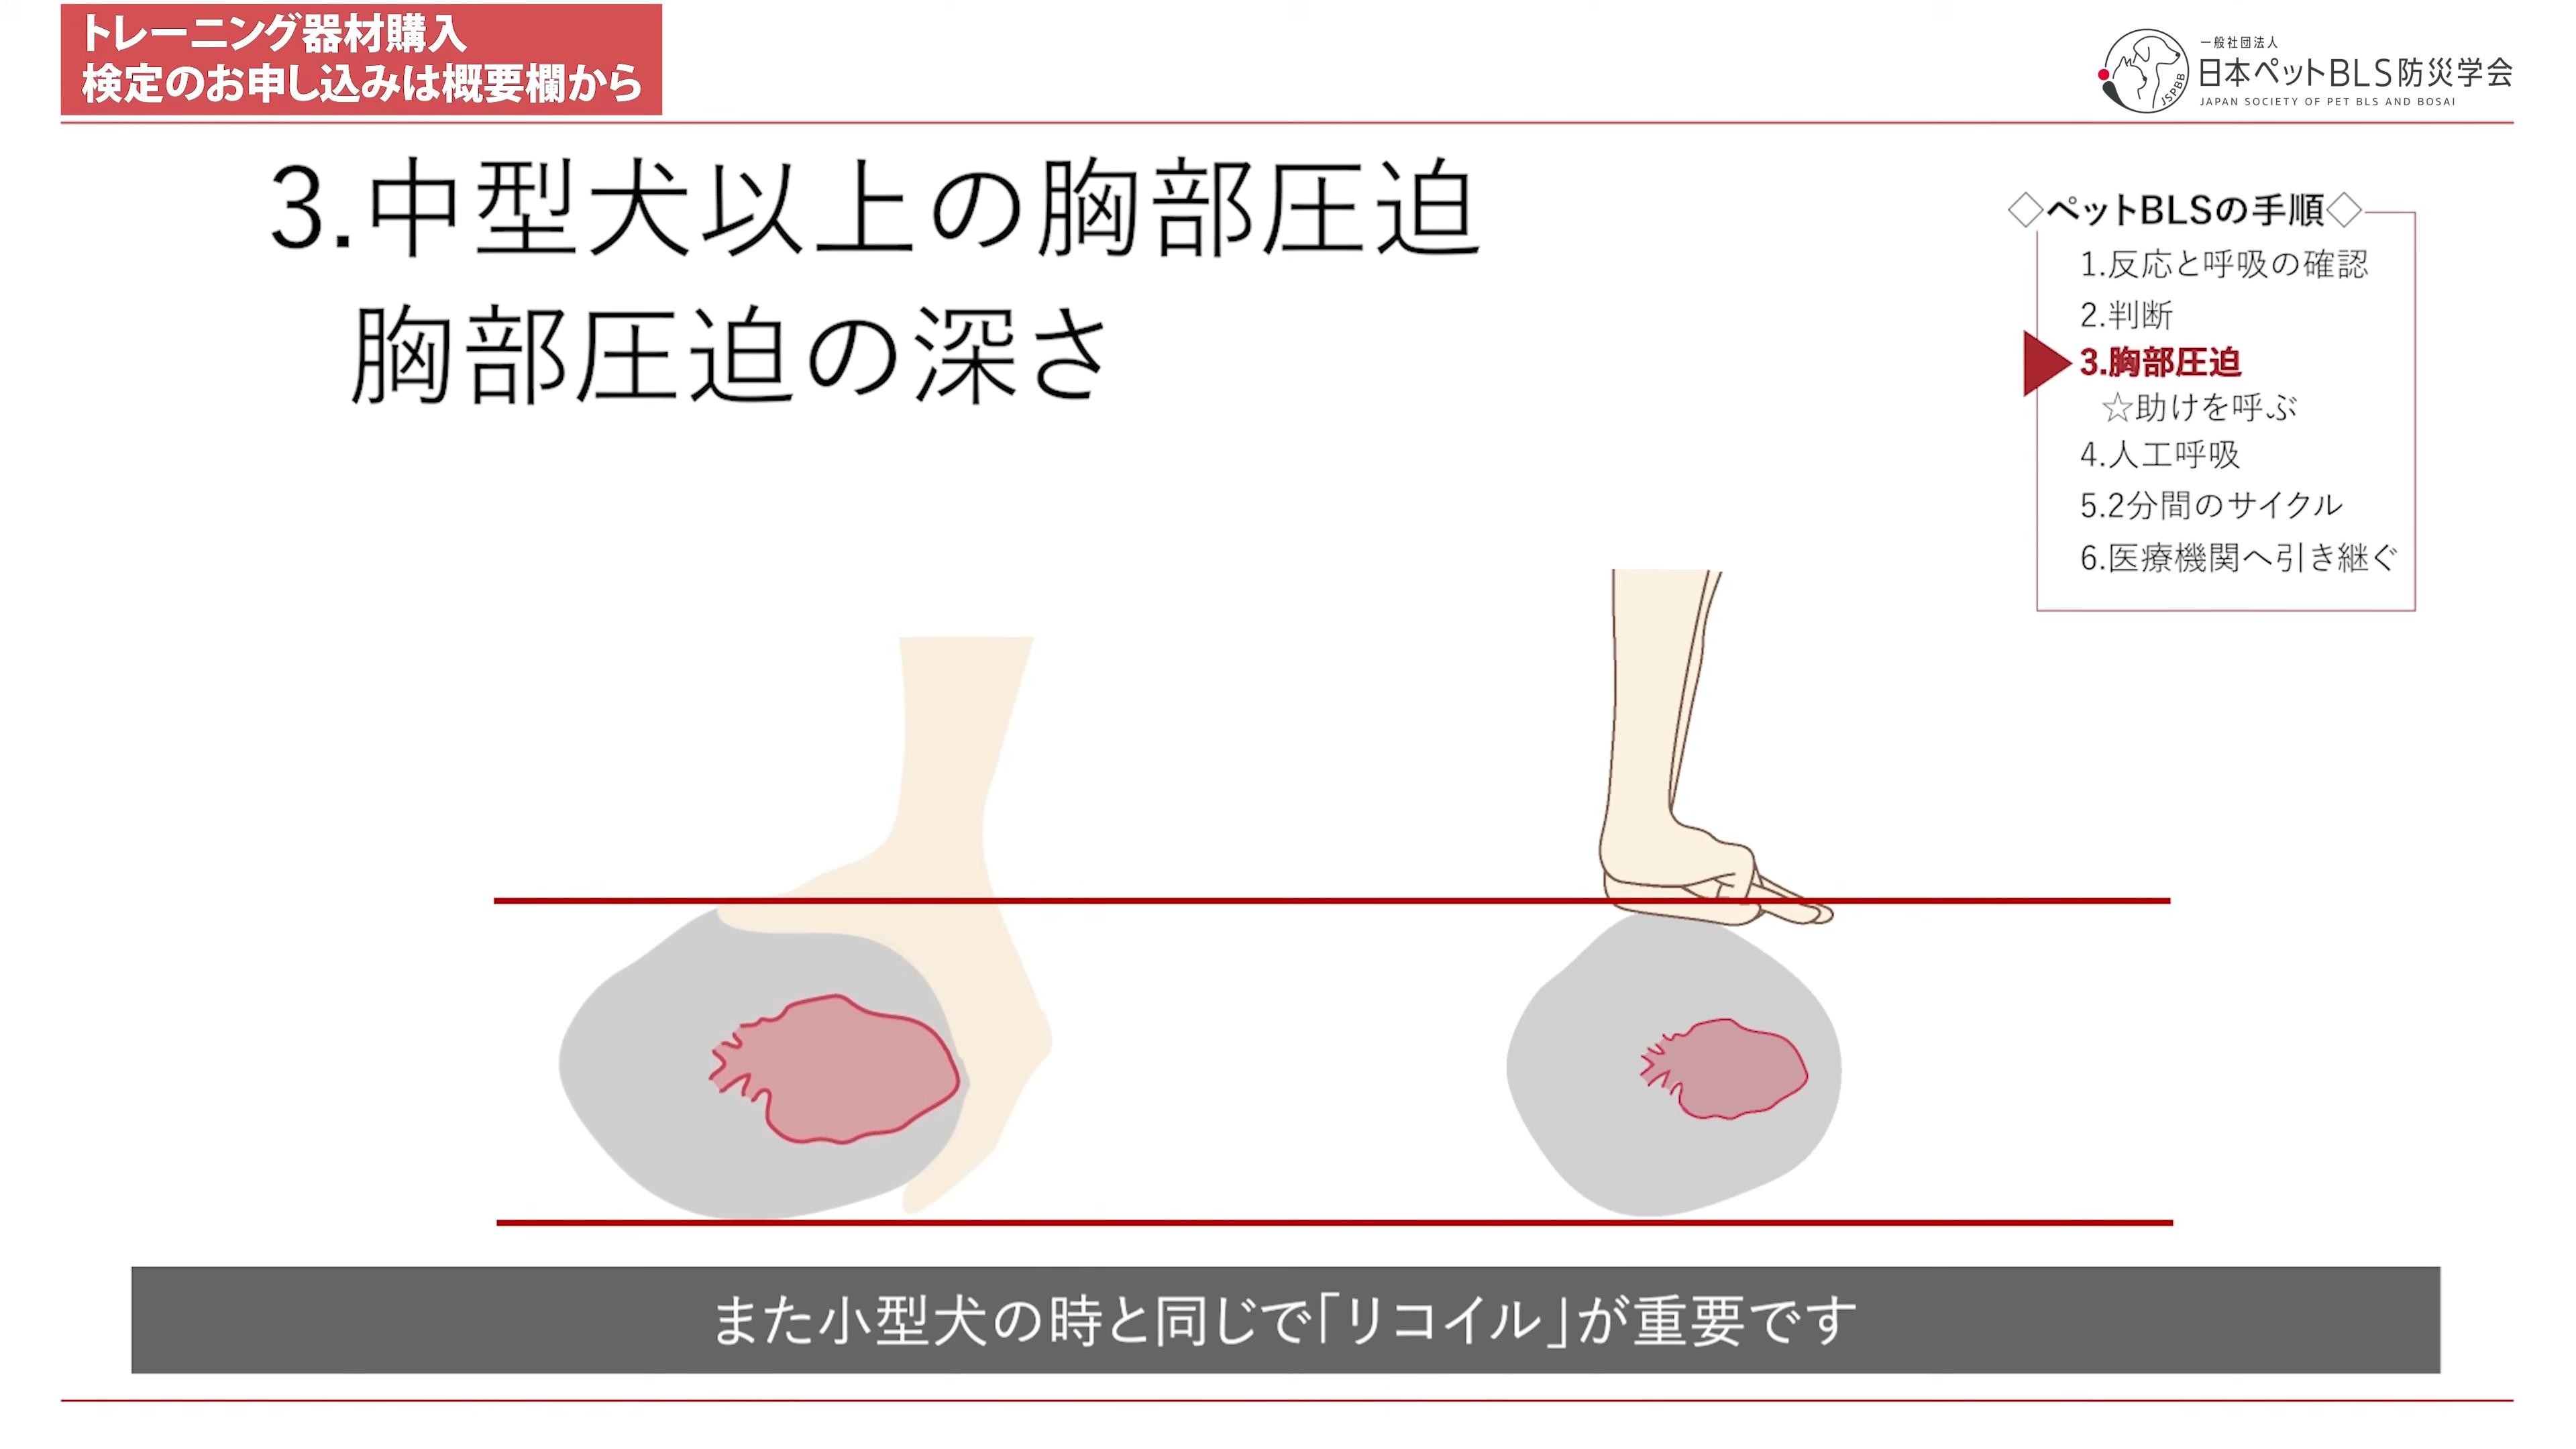 トレーニング器材購入
検定のお申し込みは概要欄から
一般社団法人
日本ペットBLS防災学会
JAPAN SOCIETY OF PET BLS AND BOSAI
JSPBB
3.中型犬以上の胸部圧迫
胸部圧迫の深さ
◇ペットBLSの手順◇
1.反応と呼吸の確認
2.判断
3.胸部圧迫
☆助けを呼ぶ
4.人工呼吸
5.2分間のサイクル
6.医療機関へ引き継ぐ
また小型犬の時と同じで「リコイル」が重要です